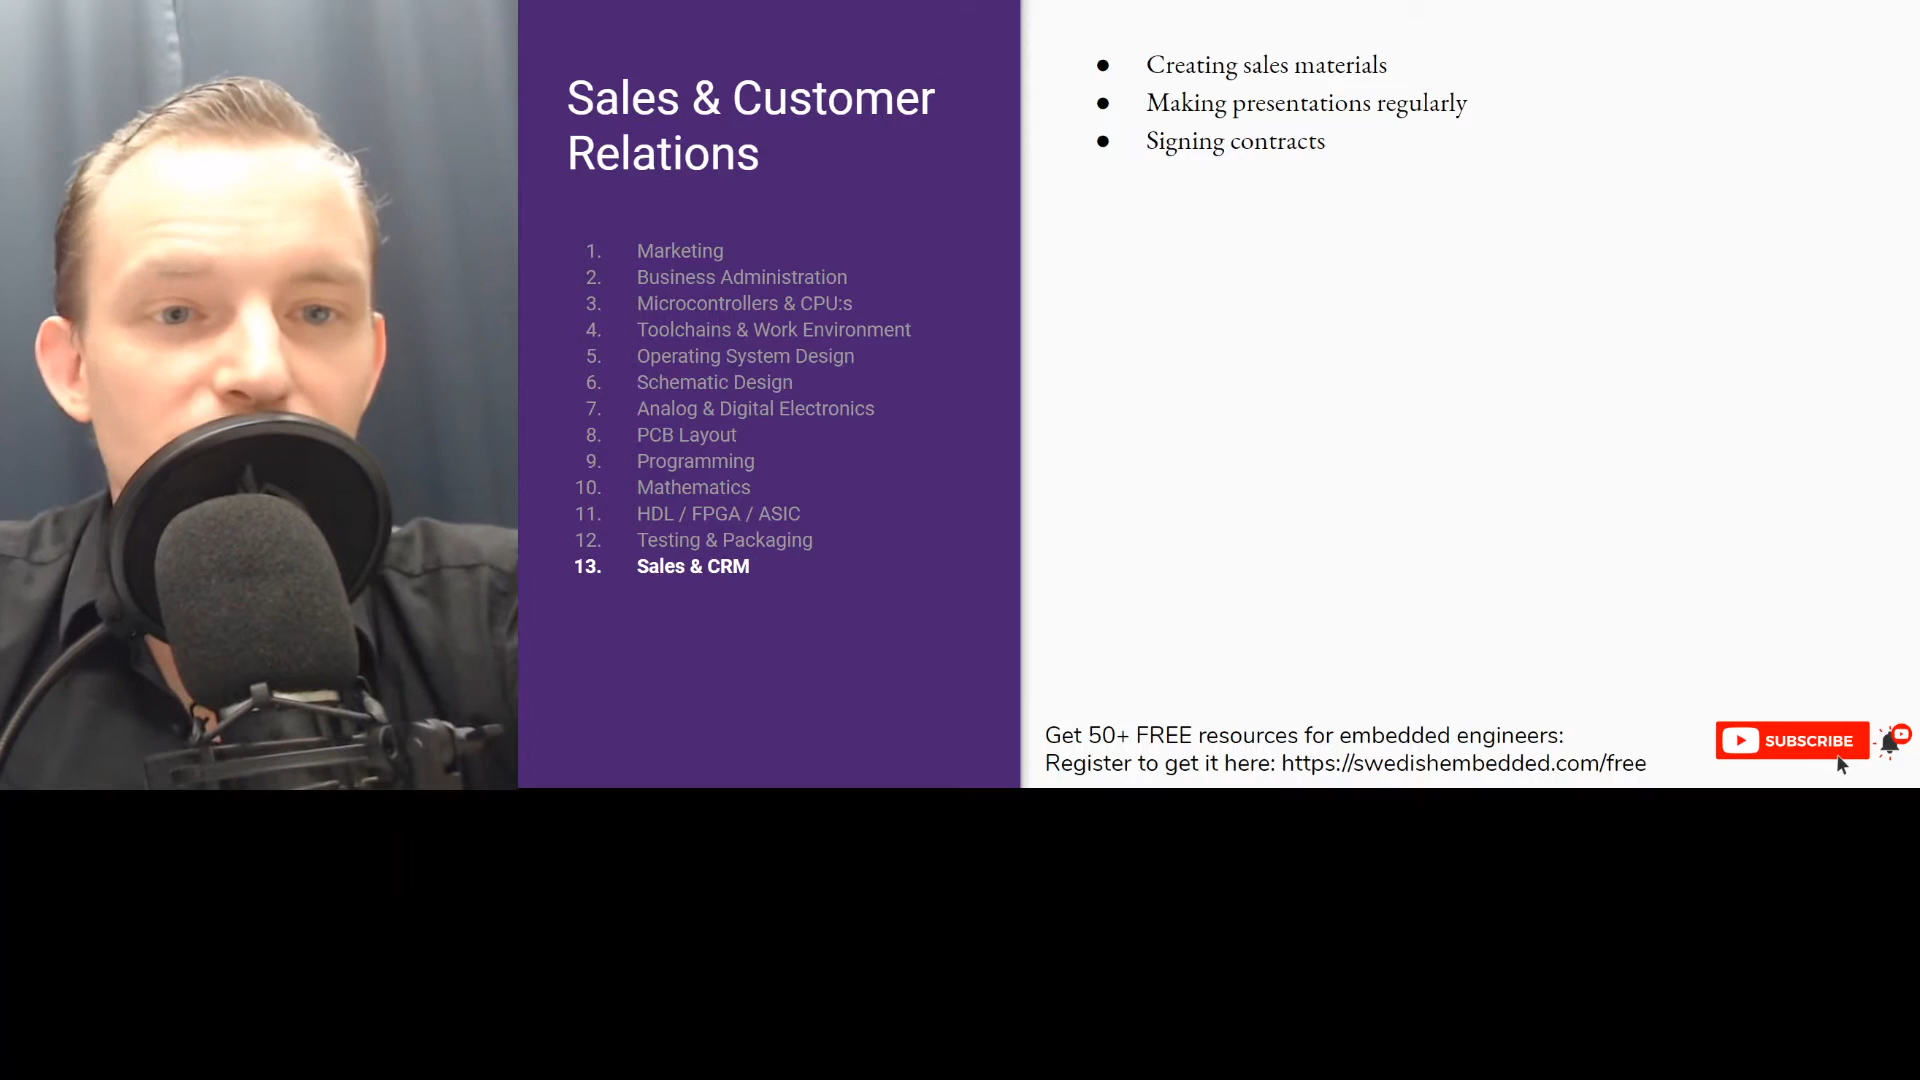 Sales & Customer
Relations
1. Marketing
2. Business Administration
3. Microcontrollers & CPU:s
4. Toolchains & Work Environment
5. Operating System Design
6. Schematic Design
7. Analog & Digital Electronics
8. PCB Layout
9. Programming
10. Mathematics
11. HDL / FPGA / ASIC
12. Testing & Packaging
13. Sales & CRM
● Creating sales materials
● Making presentations regularly
● Signing contracts
Get 50+ FREE resources for embedded engineers:
Register to get it here: https://swedishembedded.com/free
SUBSCRIBE